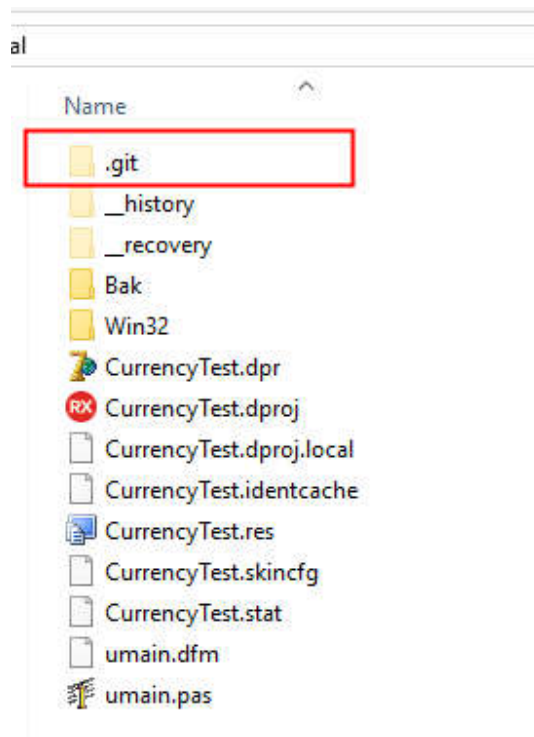 al
Name
.git
__history
__recovery
Bak
Win32
CurrencyTest.dpr
RX CurrencyTest.dproj
CurrencyTest.dproj.local
CurrencyTest.identcache
CurrencyTest.res
CurrencyTest.skincfg
CurrencyTest.stat
umain.dfm
umain.pas